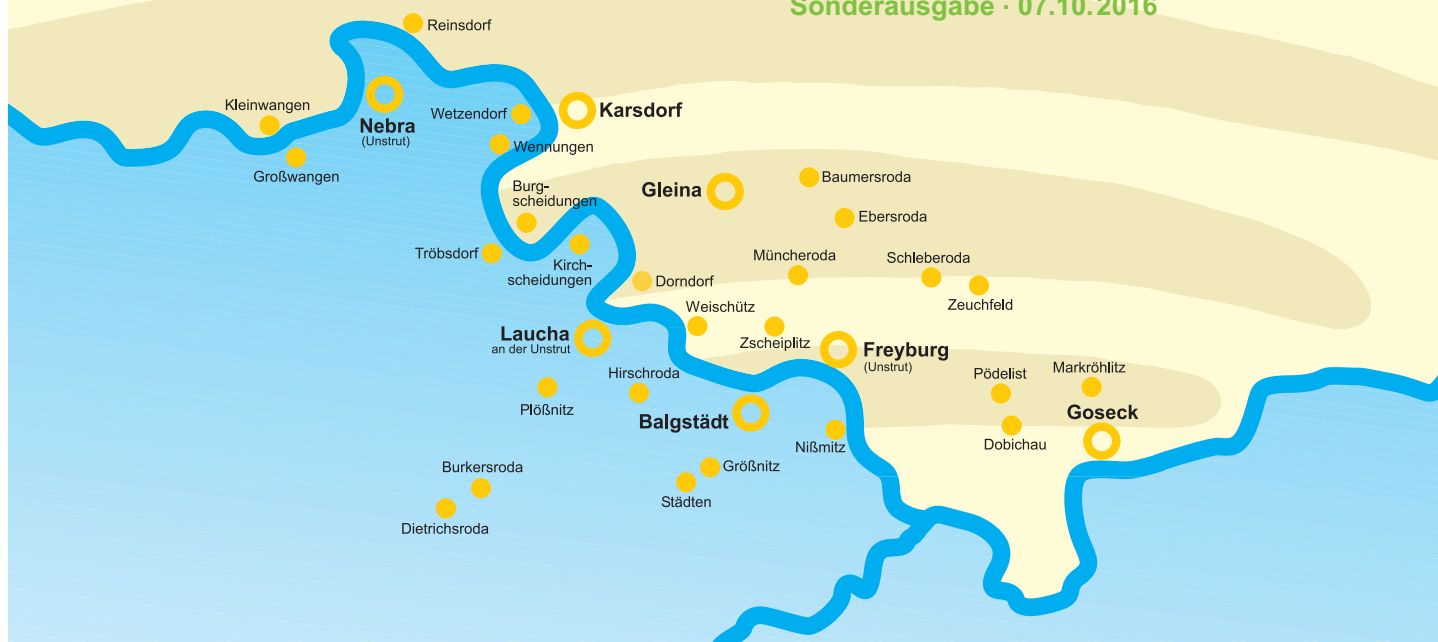 Sonderausgabe · 07.10.2016
Reinsdorf
Kleinwangen
Nebra
(Unstrut)
Großwangen
Wetzendorf
Karsdorf
Wennungen
Burg-
scheidungen
Gleina
Baumersroda
Ebersroda
Tröbsdorf
Kirch-
scheidungen
Müncheroda
Schleberoda
Dorndorf
Zeuchfeld
Weischütz
Laucha
an der Unstrut
Zscheiplitz
Freyburg
(Unstrut)
Hirschroda
Pödelist
Markröhlitz
Plößnitz
Balgstädt
Goseck
Nißmitz
Dobichau
Burkersroda
Größnitz
Städten
Dietrichsroda